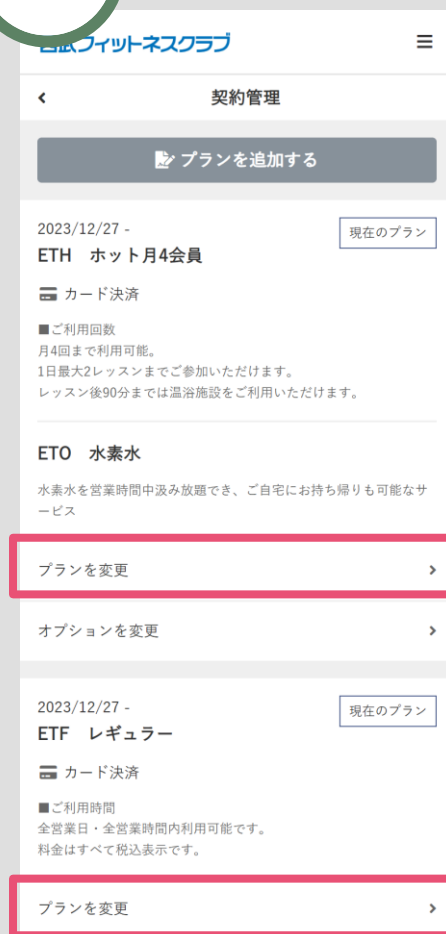 フィットネスクラブ
契約管理
プランを追加する
2023/12/27 -
現在のプラン
ETH ホット月4会員
カード決済
■ご利用回数
月4回まで利用可能。
1日最大2レッスンまでご参加いただけます。
レッスン後90分までは温浴施設をご利用いただけます。
ETO 水素水
水素水を営業時間中汲み放題でき、ご自宅にお持ち帰りも可能なサ
ービス
プランを変更
オプションを変更
2023/12/27 -
現在のプラン
ETF レギュラー
カード決済
■ご利用時間
全営業日・全営業時間内利用可能です。
料金はすべて税込表示です。
プランを変更